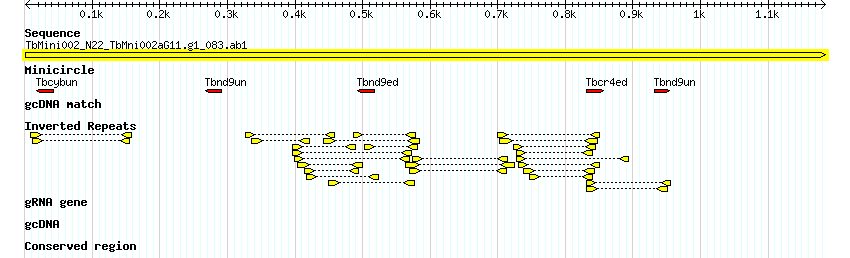 0.1k 0.2k 0.3k 0.4k 0.5k 0.6k 0.7k 0.8k 0.9k 1k 1.1k
Sequence
TbMini002_N22_TbMni002aG11.g1_083.ab1
Minicircle
Tbcybun Tbnd9un Tbnd9ed Tbcr4ed Tbnd9un
gcDNA match
Inverted Repeats
gRNA gene
gcDNA
Conserved region